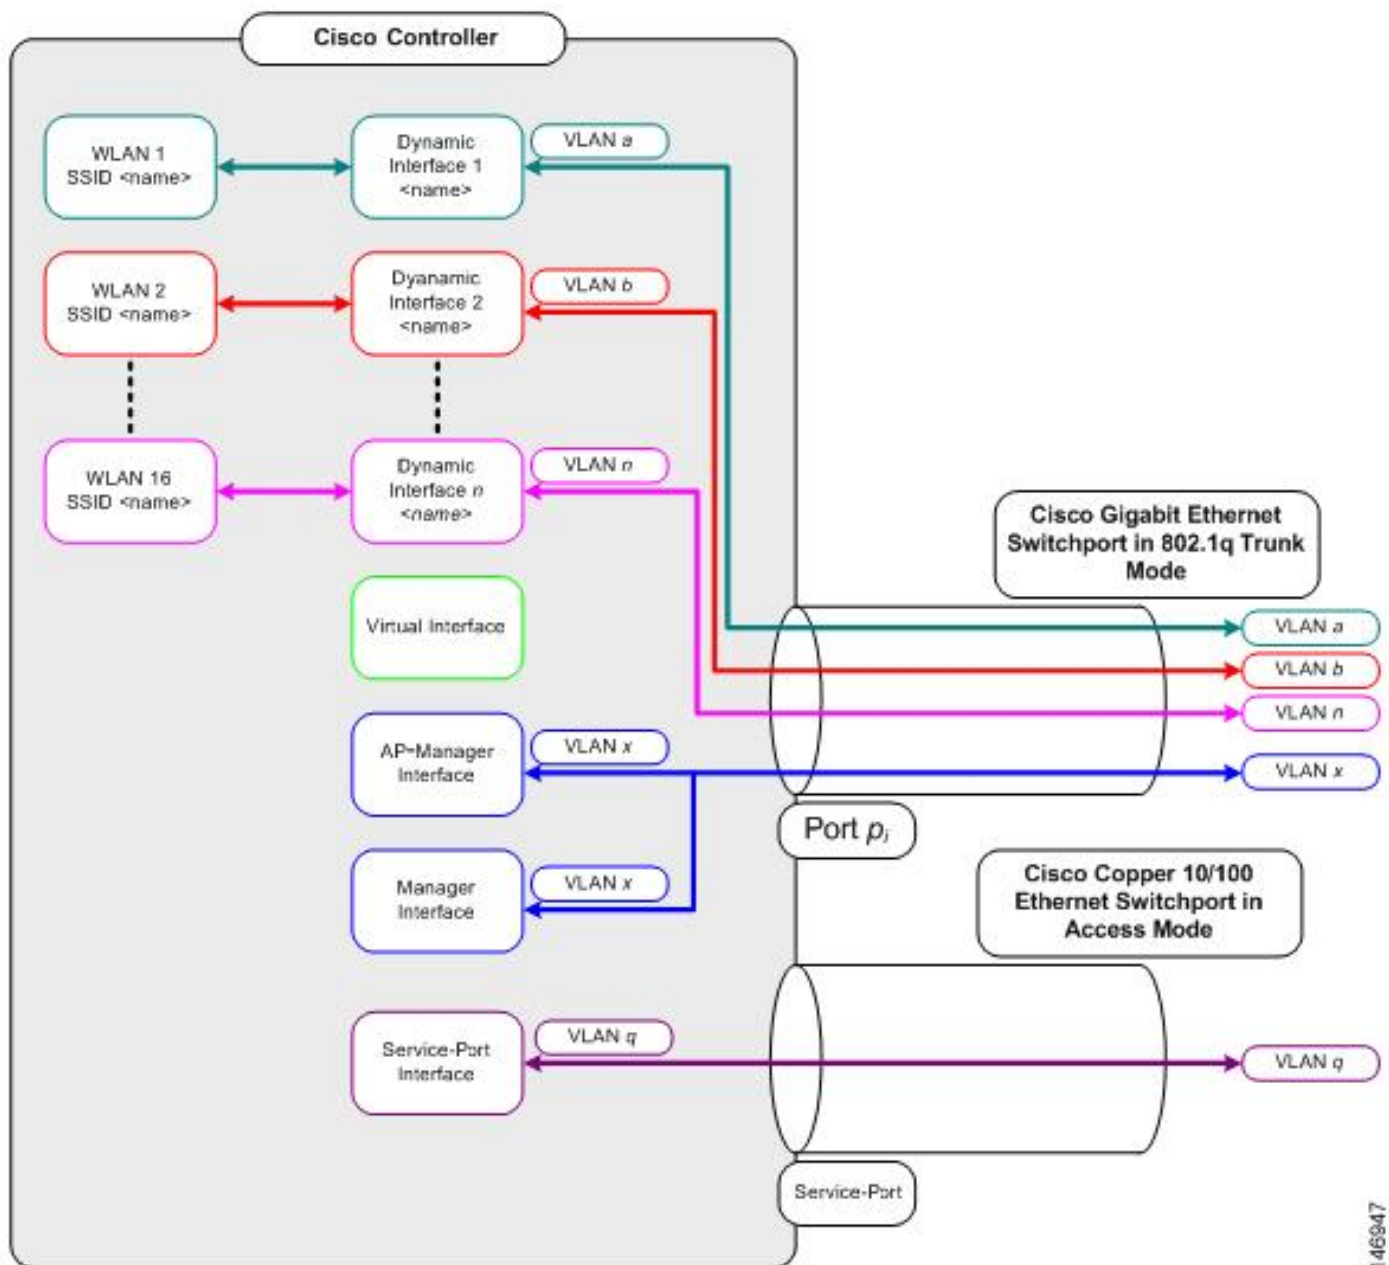 Cisco Controller
WLAN 1
SSID <name>
Dynamic
Interface 1
<name>
VLAN a
WLAN 2
SSID <name>
Dyanamic
Interface 2
<name>
VLAN b
WLAN 16
SSID <name>
Dynamic
Interface n
<name>
VLAN n
Cisco Gigabit Ethernet
Switchport in 802.1q Trunk
Mode
Virtual Interface
VLAN a
VLAN b
VLAN n
AP-Manager
Interface
VLAN x
VLAN x
Port pi
Manager
Interface
VLAN x
Cisco Copper 10/100
Ethernet Switchport in
Access Mode
Service-Port
Interface
VLAN q
VLAN q
Service-Port
146947